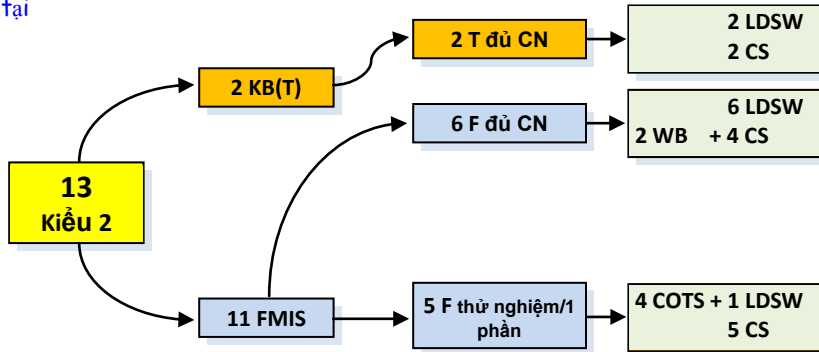 tại
2 T đủ CN
2 LDSW
2 CS
2 KB(T)
6 F đủ CN
6 LDSW
2 WB + 4 CS
13
Kiểu 2
11 FMIS
5 F thử nghiệm/1
phần
4 COTS + 1 LDSW
5 CS